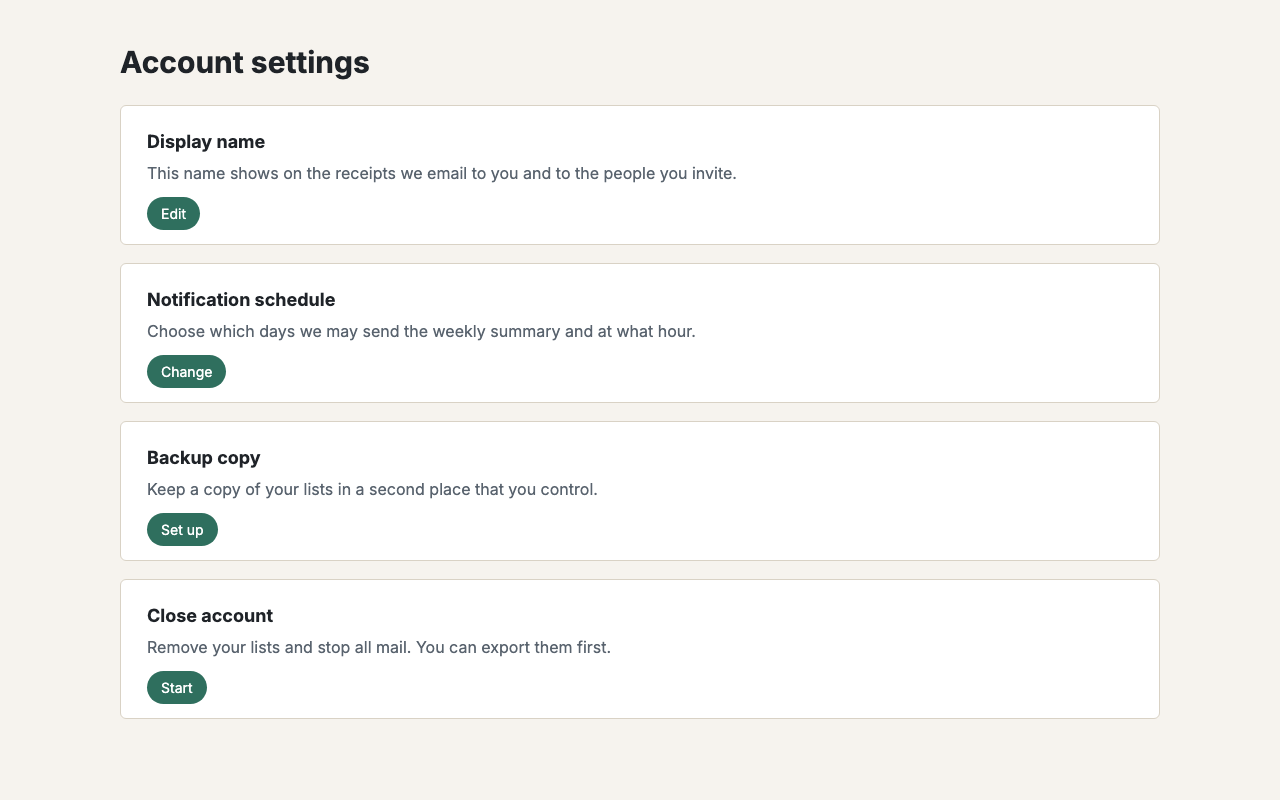 Account settings
Display name
This name shows on the receipts we email to you and to the people you invite.
Edit
Notification schedule
Choose which days we may send the weekly summary and at what hour.
Change
Backup copy
Keep a copy of your lists in a second place that you control.
Set up
Close account
Remove your lists and stop all mail. You can export them first.
Start